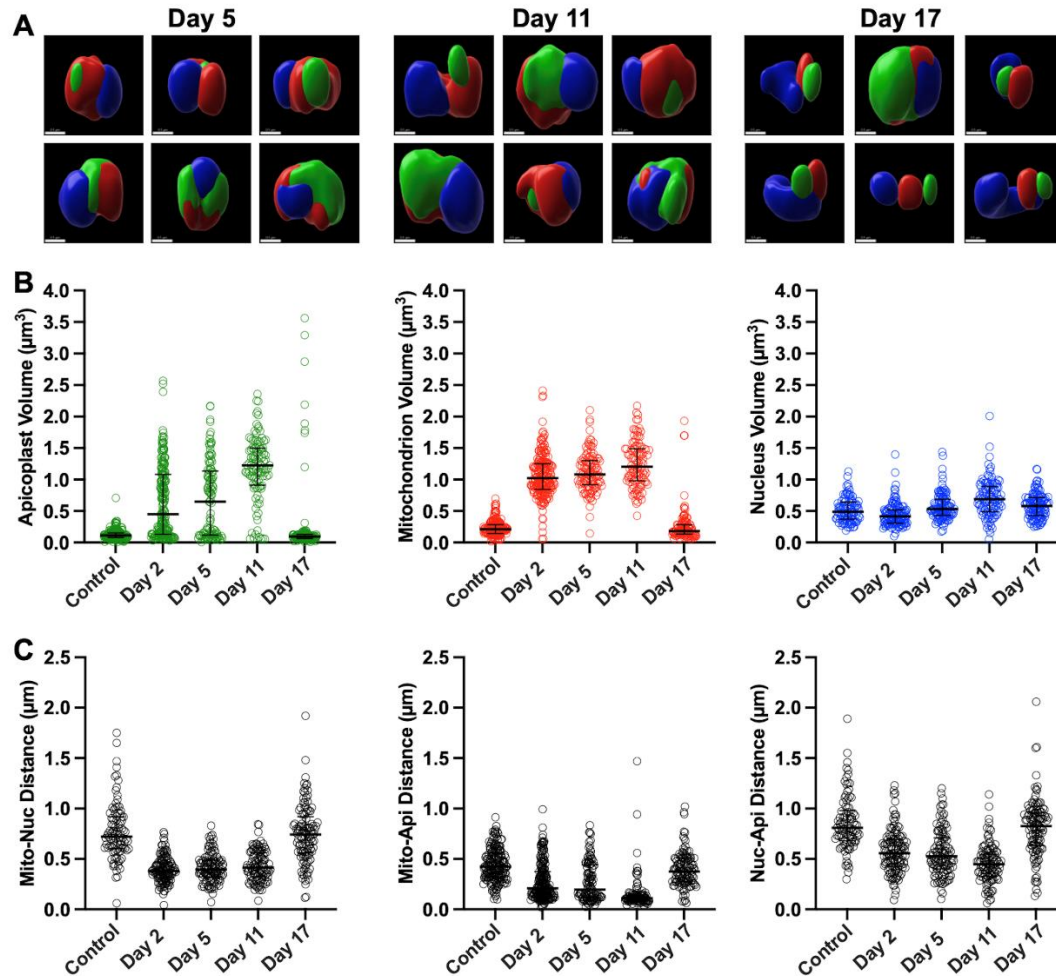 A
Day 5
Day 11
Day 17
B
Apicoplast Volume (µm³)
4.0
3.5
3.0
2.5
2.0
1.5
1.0
0.5
0.0
Control
Day 2
Day 5
Day 11
Day 17
Mitochondrion Volume (µm³)
4.0
3.5
3.0
2.5
2.0
1.5
1.0
0.5
0.0
Control
Day 2
Day 5
Day 11
Day 17
Nucleus Volume (µm³)
4.0
3.5
3.0
2.5
2.0
1.5
1.0
0.5
0.0
Control
Day 2
Day 5
Day 11
Day 17
C
Mito-Nuc Distance (µm)
2.5
2.0
1.5
1.0
0.5
0.0
Control
Day 2
Day 5
Day 11
Day 17
Mito-Api Distance (µm)
2.5
2.0
1.5
1.0
0.5
0.0
Control
Day 2
Day 5
Day 11
Day 17
Nuc-Api Distance (µm)
2.5
2.0
1.5
1.0
0.5
0.0
Control
Day 2
Day 5
Day 11
Day 17